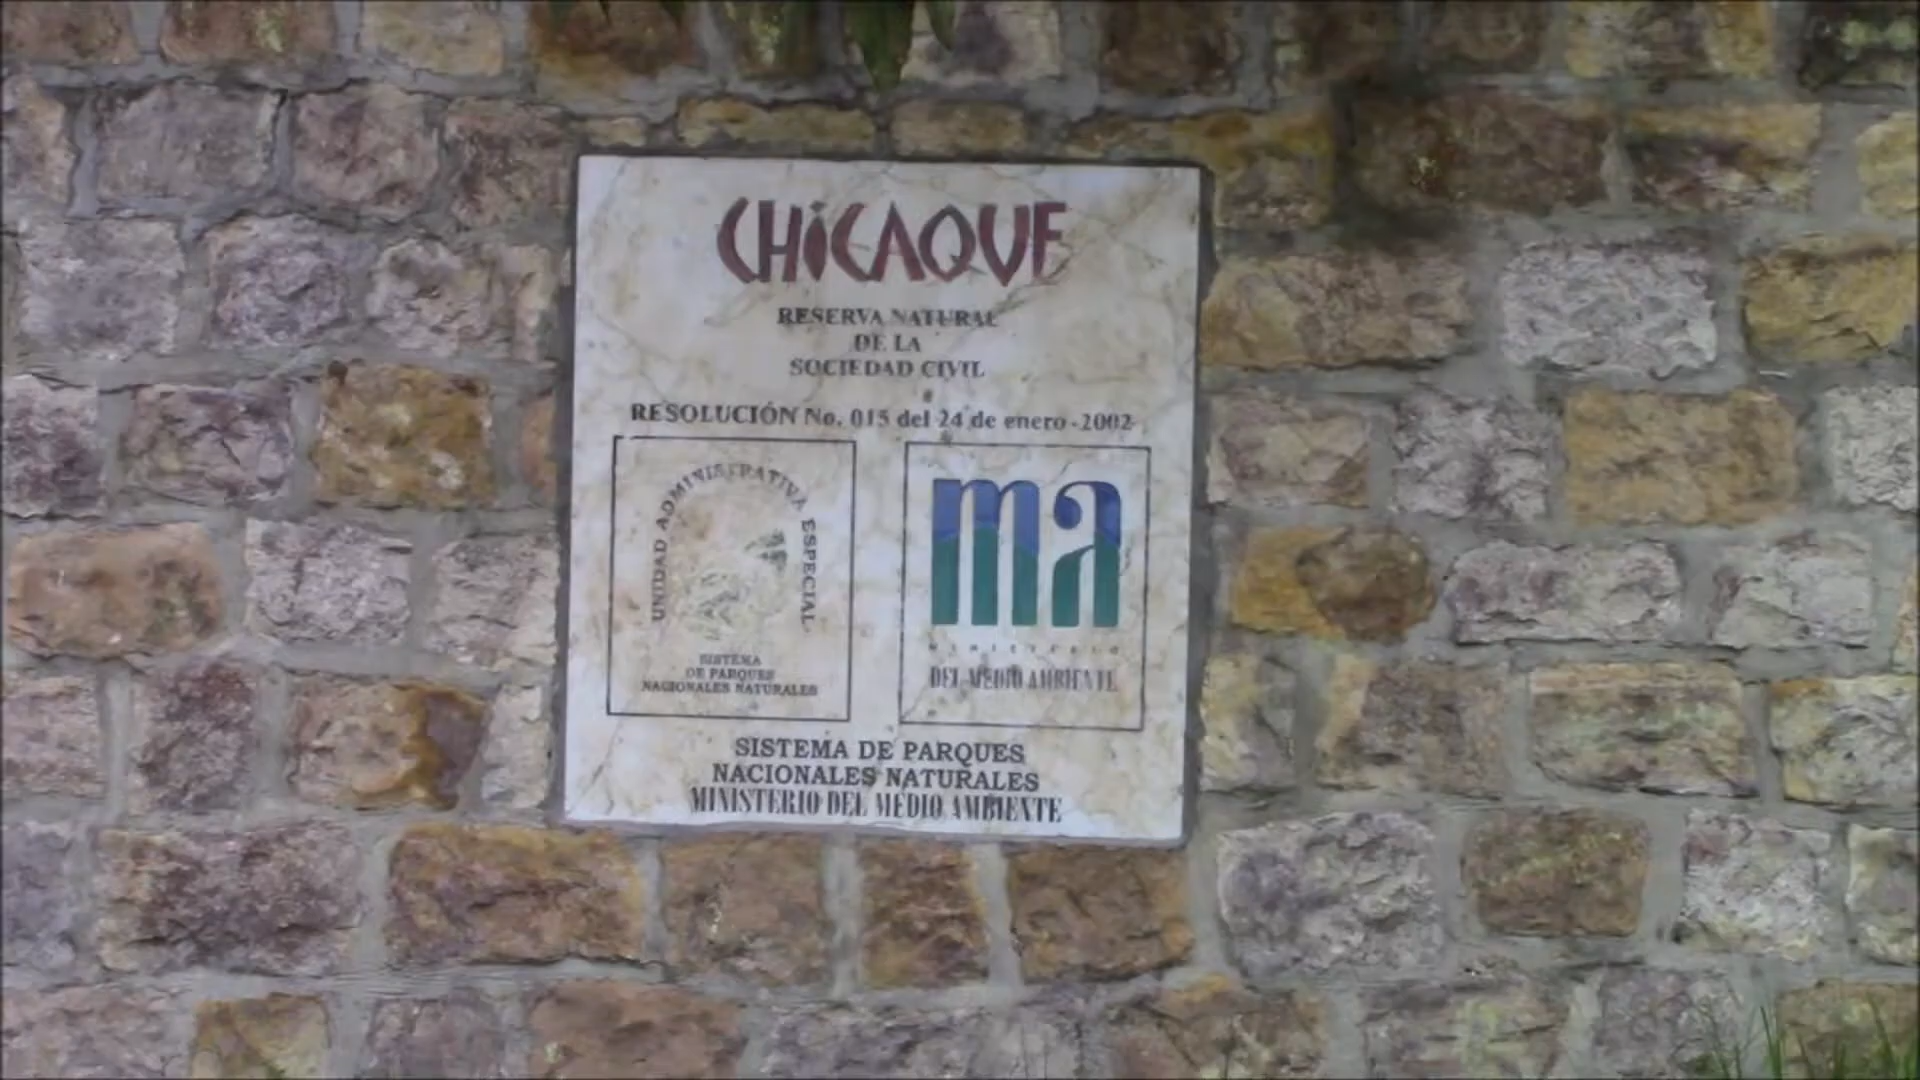 CHiCAQUE
RESERVA NATURAL
DE LA
SOCIEDAD CIVIL
RESOLUCIÓN No. 015 del 24 de enero-2002
UNIDAD ADMINISTRATIVA ESPECIAL
SISTEMA
DE PARQUES
NACIONALES NATURALES
ma
MINISTERIO
DEL MEDIO AMBIENTE
SISTEMA DE PARQUES
NACIONALES NATURALES
MINISTERIO DEL MEDIO AMBIENTE